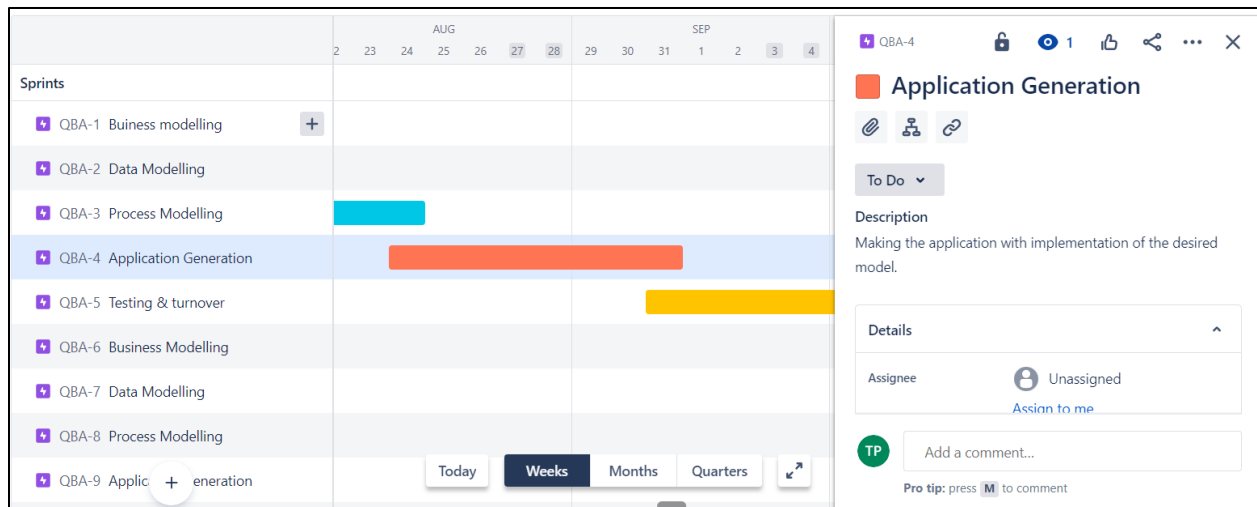 AUG SEP
2 23 24 25 26 27 28 29 30 31 1 2 3 4
Sprints
QBA-1 Buiness modelling
QBA-2 Data Modelling
QBA-3 Process Modelling
QBA-4 Application Generation
QBA-5 Testing & turnover
QBA-6 Business Modelling
QBA-7 Data Modelling
QBA-8 Process Modelling
QBA-9 Applic eneration
Today Weeks Months Quarters
QBA-4 1
Application Generation
To Do
Description
Making the application with implementation of the desired
model.
Details
Assignee Unassigned
Assign to me
TP Add a comment...
Pro tip: press M to comment